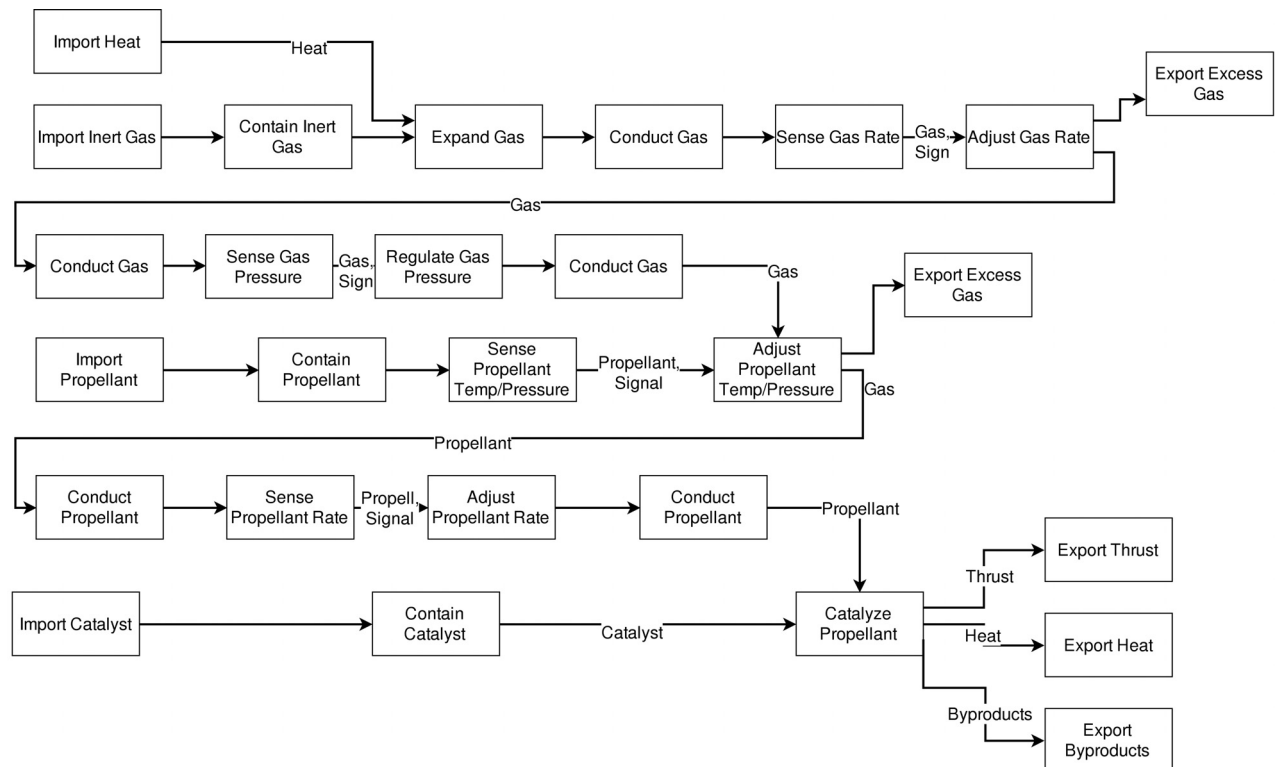 Import Heat
Heat
Export Excess
Gas
Import Inert Gas
Contain Inert
Gas
Expand Gas
Conduct Gas
Sense Gas Rate
Gas,
Sign
Adjust Gas Rate
Gas
Conduct Gas
Sense Gas
Pressure
Gas,
Sign
Regulate Gas
Pressure
Conduct Gas
Gas
Export Excess
Gas
Import
Propellant
Contain
Propellant
Sense
Propellant
Temp/Pressure
Propellant,
Signal
Adjust
Propellant
Temp/Pressure
Gas
Propellant
Conduct
Propellant
Sense
Propellant Rate
Propell,
Signal
Adjust
Propellant Rate
Conduct
Propellant
Propellant
Export Thrust
Thrust
Import Catalyst
Contain
Catalyst
Catalyst
Catalyze
Propellant
Heat
Export Heat
Byproducts
Export
Byproducts